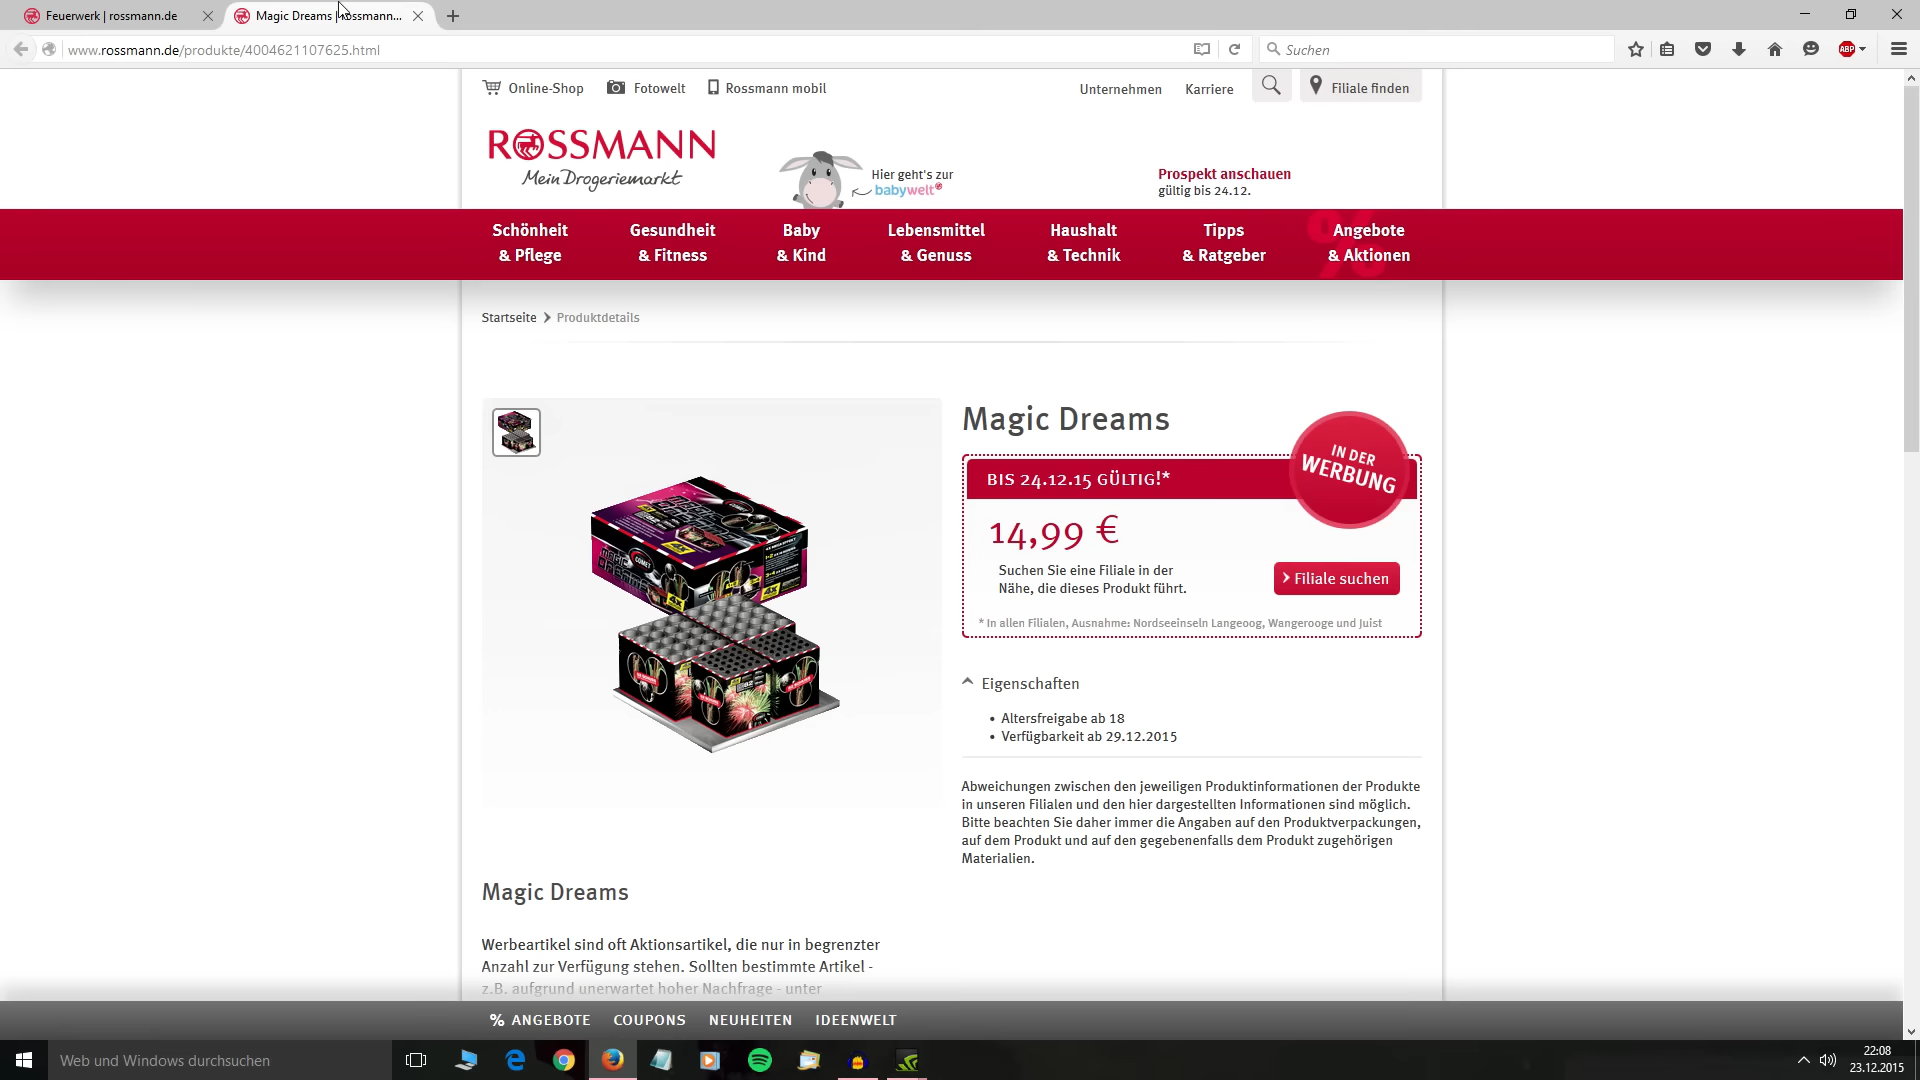 Feuerwerk | rossmann.de
Magic Dreams | rossmann...
www.rossmann.de/produkte/4004621107625.html
Suchen
ABP
Online-Shop
Fotowelt
Rossmann mobil
Unternehmen
Karriere
Filiale finden
ROSSMANN
Mein Drogeriemarkt
Hier geht's zur
babywelt
Prospekt anschauen
gültig bis 24.12.
Schönheit
& Pflege
Gesundheit
& Fitness
Baby
& Kind
Lebensmittel
& Genuss
Haushalt
& Technik
Tipps
& Ratgeber
%
Angebote
& Aktionen
Startseite
Produktdetails
COMET
4X
Magic Dreams
IN DER
WERBUNG
BIS 24.12.15 GÜLTIG!*
14,99 €
Suchen Sie eine Filiale in der
Nähe, die dieses Produkt führt.
Filiale suchen
* In allen Filialen, Ausnahme: Nordseeinseln Langeoog, Wangerooge und Juist
Eigenschaften
• Altersfreigabe ab 18
• Verfügbarkeit ab 29.12.2015
Abweichungen zwischen den jeweiligen Produktinformationen der Produkte
in unseren Filialen und den hier dargestellten Informationen sind möglich.
Bitte beachten Sie daher immer die Angaben auf den Produktverpackungen,
auf dem Produkt und auf den gegebenenfalls dem Produkt zugehörigen
Materialien.
Magic Dreams
Werbeartikel sind oft Aktionsartikel, die nur in begrenzter
Anzahl zur Verfügung stehen. Sollten bestimmte Artikel -
z.B. aufgrund unerwartet hoher Nachfrage - unter
% ANGEBOTE
COUPONS
NEUHEITEN
IDEENWELT
Web und Windows durchsuchen
22:08
23.12.2015